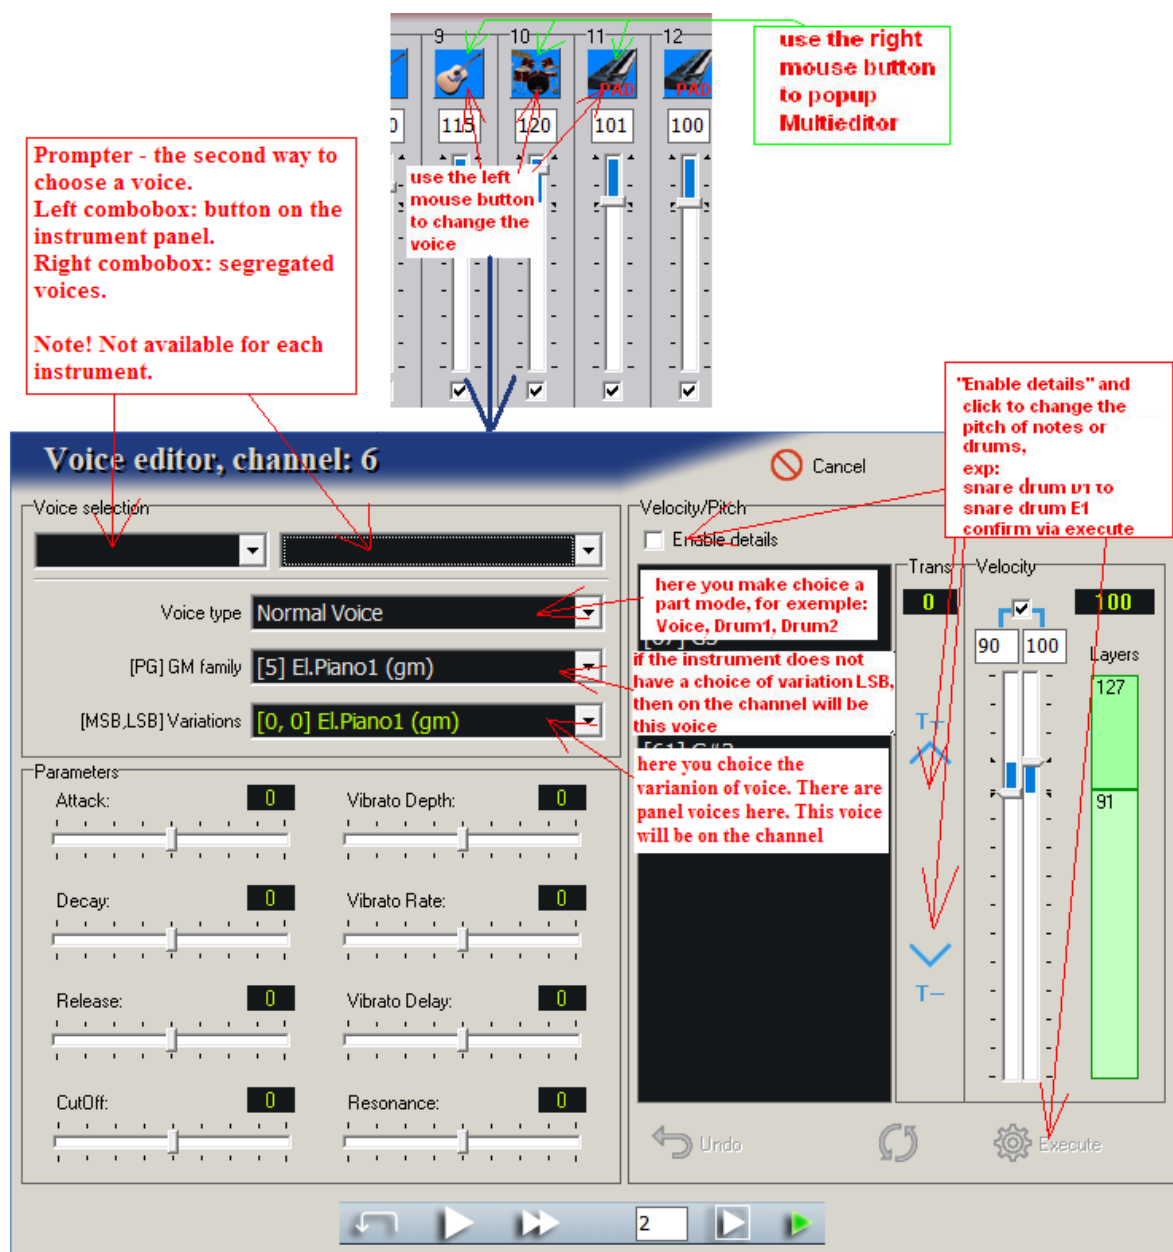 9 10 11 12
PAD PAD
0 115 120 101 100
use the right
mouse button
to popup
Multieditor
use the left
mouse button
to change the
voice
Prompter - the second way to
choose a voice.
Left combobox: button on the
instrument panel.
Right combobox: segregated
voices.
Note! Not available for each
instrument.
"Enable details" and
click to change the
pitch of notes or
drums,
exp:
snare drum D1 to
snare drum E1
confirm via execute
Voice editor, channel: 6
Cancel
Voice selection
Voice type Normal Voice
[PG] GM family [5] El.Piano1 (gm)
[MSB,LSB] Variations [0, 0] El.Piano1 (gm)
Parameters
Attack: 0 Vibrato Depth: 0
Decay: 0 Vibrato Rate: 0
Release: 0 Vibrato Delay: 0
CutOff: 0 Resonance: 0
Velocity/Pitch
Enable details
here you make choice a
part mode, for exemple:
Voice, Drum1, Drum2
if the instrument does not
have a choice of variation LSB,
then on the channel will be
this voice
here you choice the
varianion of voice. There are
panel voices here. This voice
will be on the channel
Trans
0
T+
T–
Velocity
100
90 100
Layers
127
91
Undo
Execute
2